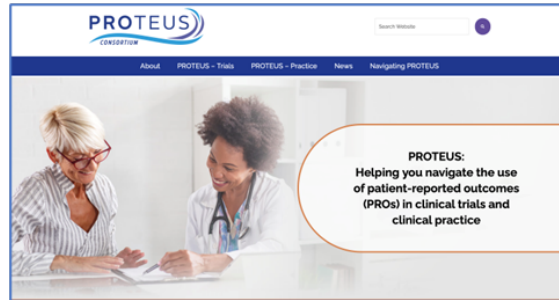 PROTEUS
CONSORTIUM
Search Website
About PROTEUS – Trials PROTEUS – Practice News Navigating PROTEUS
PROTEUS:
Helping you navigate the use
of patient-reported outcomes
(PROs) in clinical trials and
clinical practice